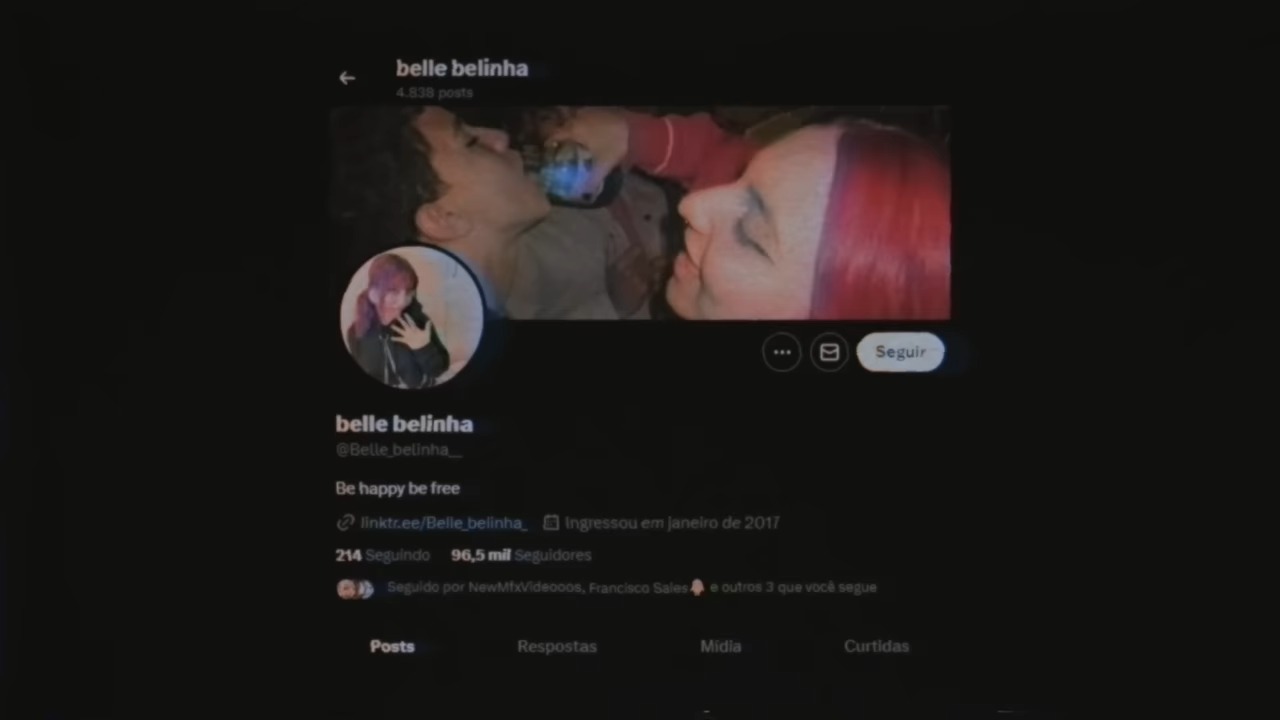 belle belinha
4.838 posts
Seguir
belle belinha
@Belle_belinha__
Be happy be free
linktr.ee/Belle_belinha_ Ingressou em janeiro de 2017
214 Seguindo 96,5 mil Seguidores
Seguido por NewMfxVideooos, Francisco Sales e outros 3 que você segue
Posts Respostas Mídia Curtidas